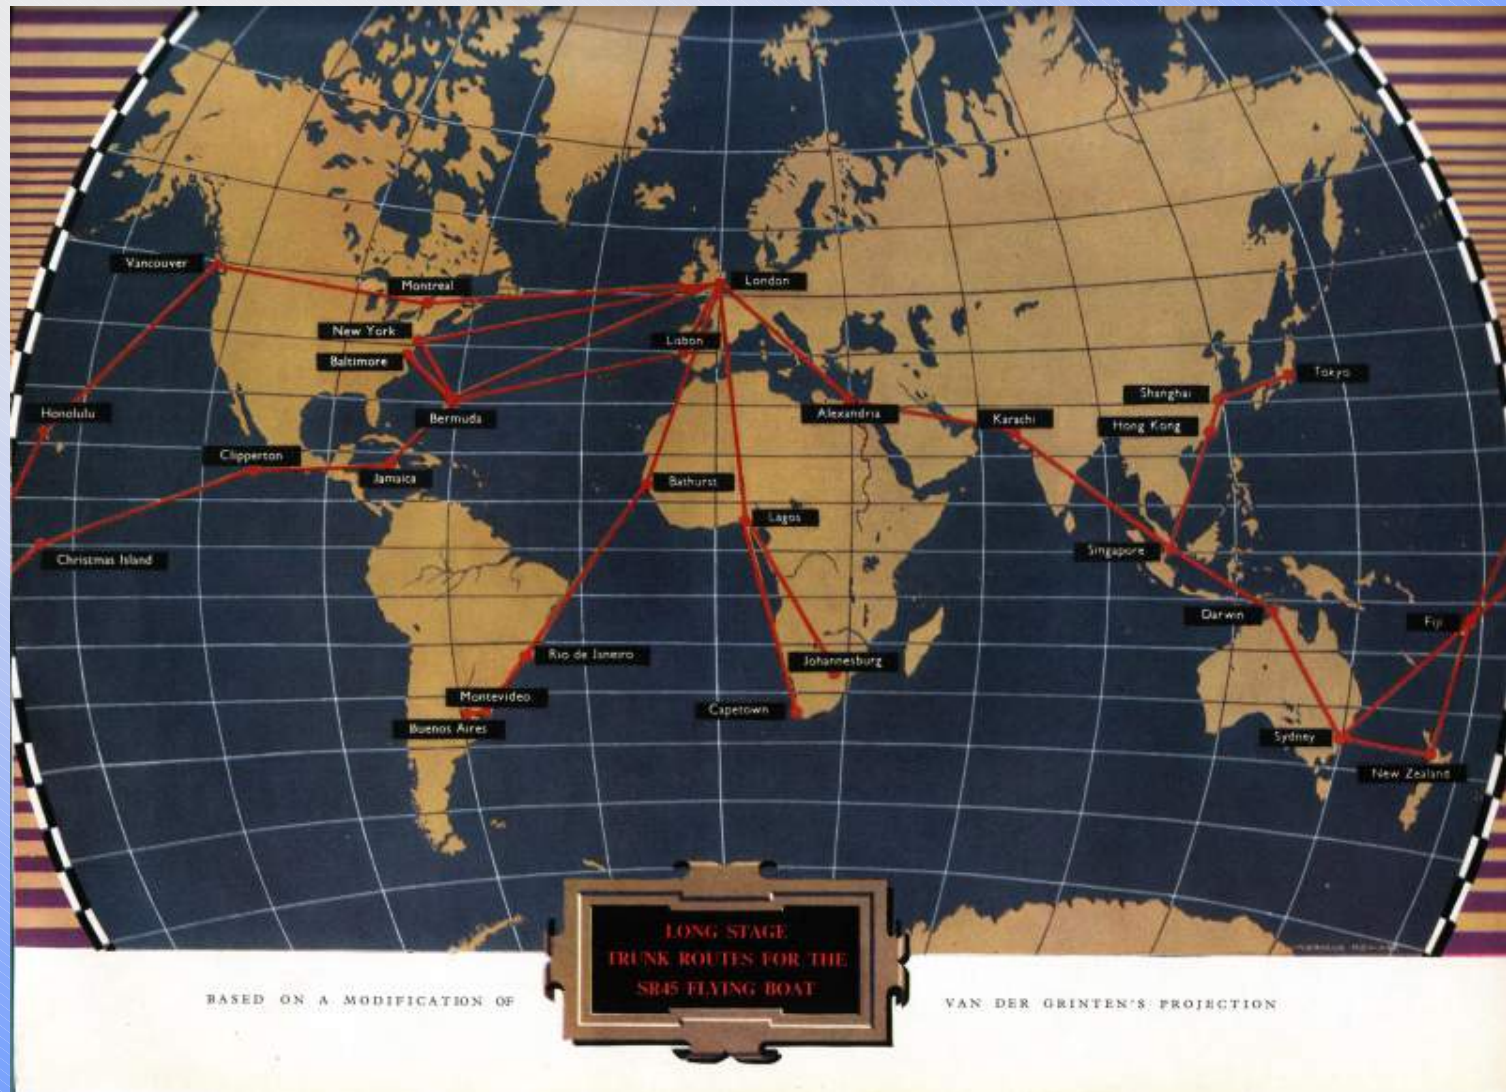 Vancouver
Montreal
London
New York
Baltimore
Lisbon
Bermuda
Honolulu
Clipperton
Jamaica
Christmas Island
Alexandria
Karachi
Shanghai
Tokyo
Hong Kong
Bathurst
Lagos
Singapore
Darwin
Fiji
Rio de Janeiro
Montevideo
Buenos Aires
Johannesburg
Capetown
Sydney
New Zealand
LONG STAGE
TRUNK ROUTES FOR THE
SR45 FLYING BOAT
BASED ON A MODIFICATION OF
VAN DER GRINTEN'S PROJECTION